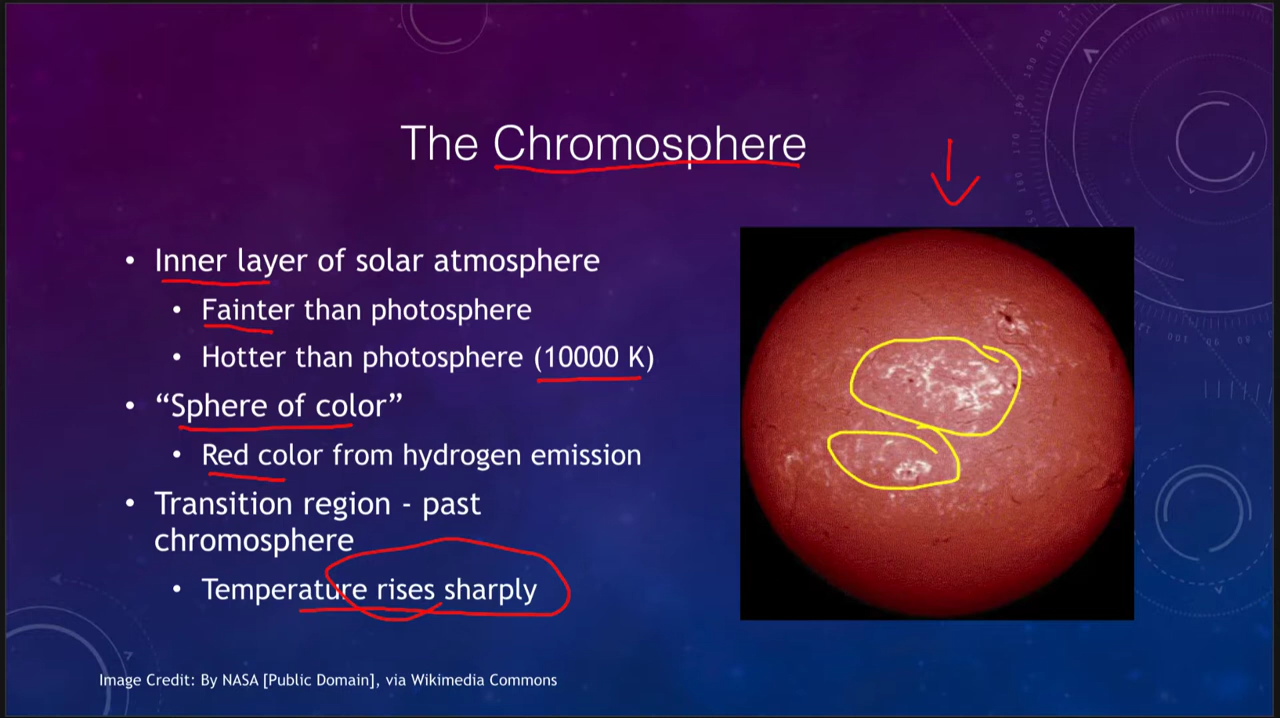 The Chromosphere
• Inner layer of solar atmosphere
• Fainter than photosphere
• Hotter than photosphere (10000 K)
• “Sphere of color”
• Red color from hydrogen emission
• Transition region - past
chromosphere
• Temperature rises sharply
Image Credit: By NASA [Public Domain], via Wikimedia Commons